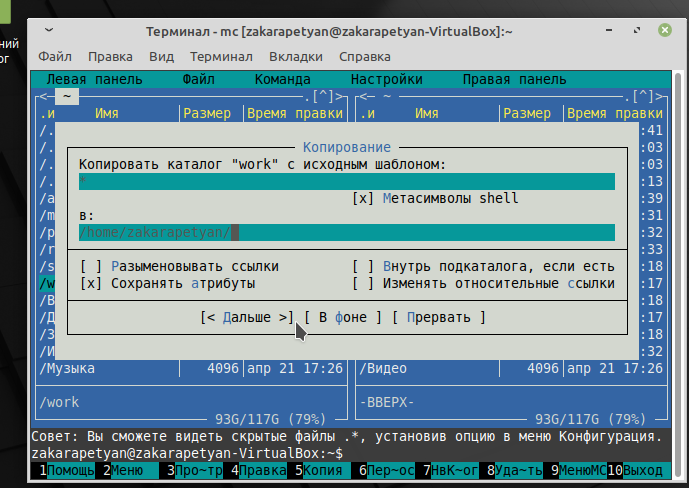 ний
ог
Терминал - mc [zakarapetyan@zakarapetyan-VirtualBox]:~
Файл Правка Вид Терминал Вкладки Справка
Левая панель Файл Команда Настройки Правая панель
<— ~ .[^]> <— ~ .[^]>
.и Имя Размер Время правки .и Имя Размер Время правки
/. :41
/. Копирование :03
/. Копировать каталог "work" с исходным шаблоном: :03
/. * :13
/a [x] Метасимволы shell :39
/m в: :31
/p /home/zakarapetyan/ :32
/r :33
/s [ ] Разыменовывать ссылки [ ] Внутрь подкаталога, если есть :18
/w [x] Сохранять атрибуты [ ] Изменять относительные ссылки :17
/В :18
/Д [< Дальше >] [ В фоне ] [ Прервать ] :17
/З :18
/И :32
/Музыка 4096 апр 21 17:26 /Видео 4096 апр 21 17:26
/work -ВВЕРХ-
93G/117G (79%) 93G/117G (79%)
Совет: Вы сможете видеть скрытые файлы .*, установив опцию в меню Конфигурация.
zakarapetyan@zakarapetyan-VirtualBox:~$
1Помощь 2Меню 3Про~тр 4Правка 5Копия 6Пер~ос 7НвК~ог 8Уда~ть 9МенюMC 10Выход